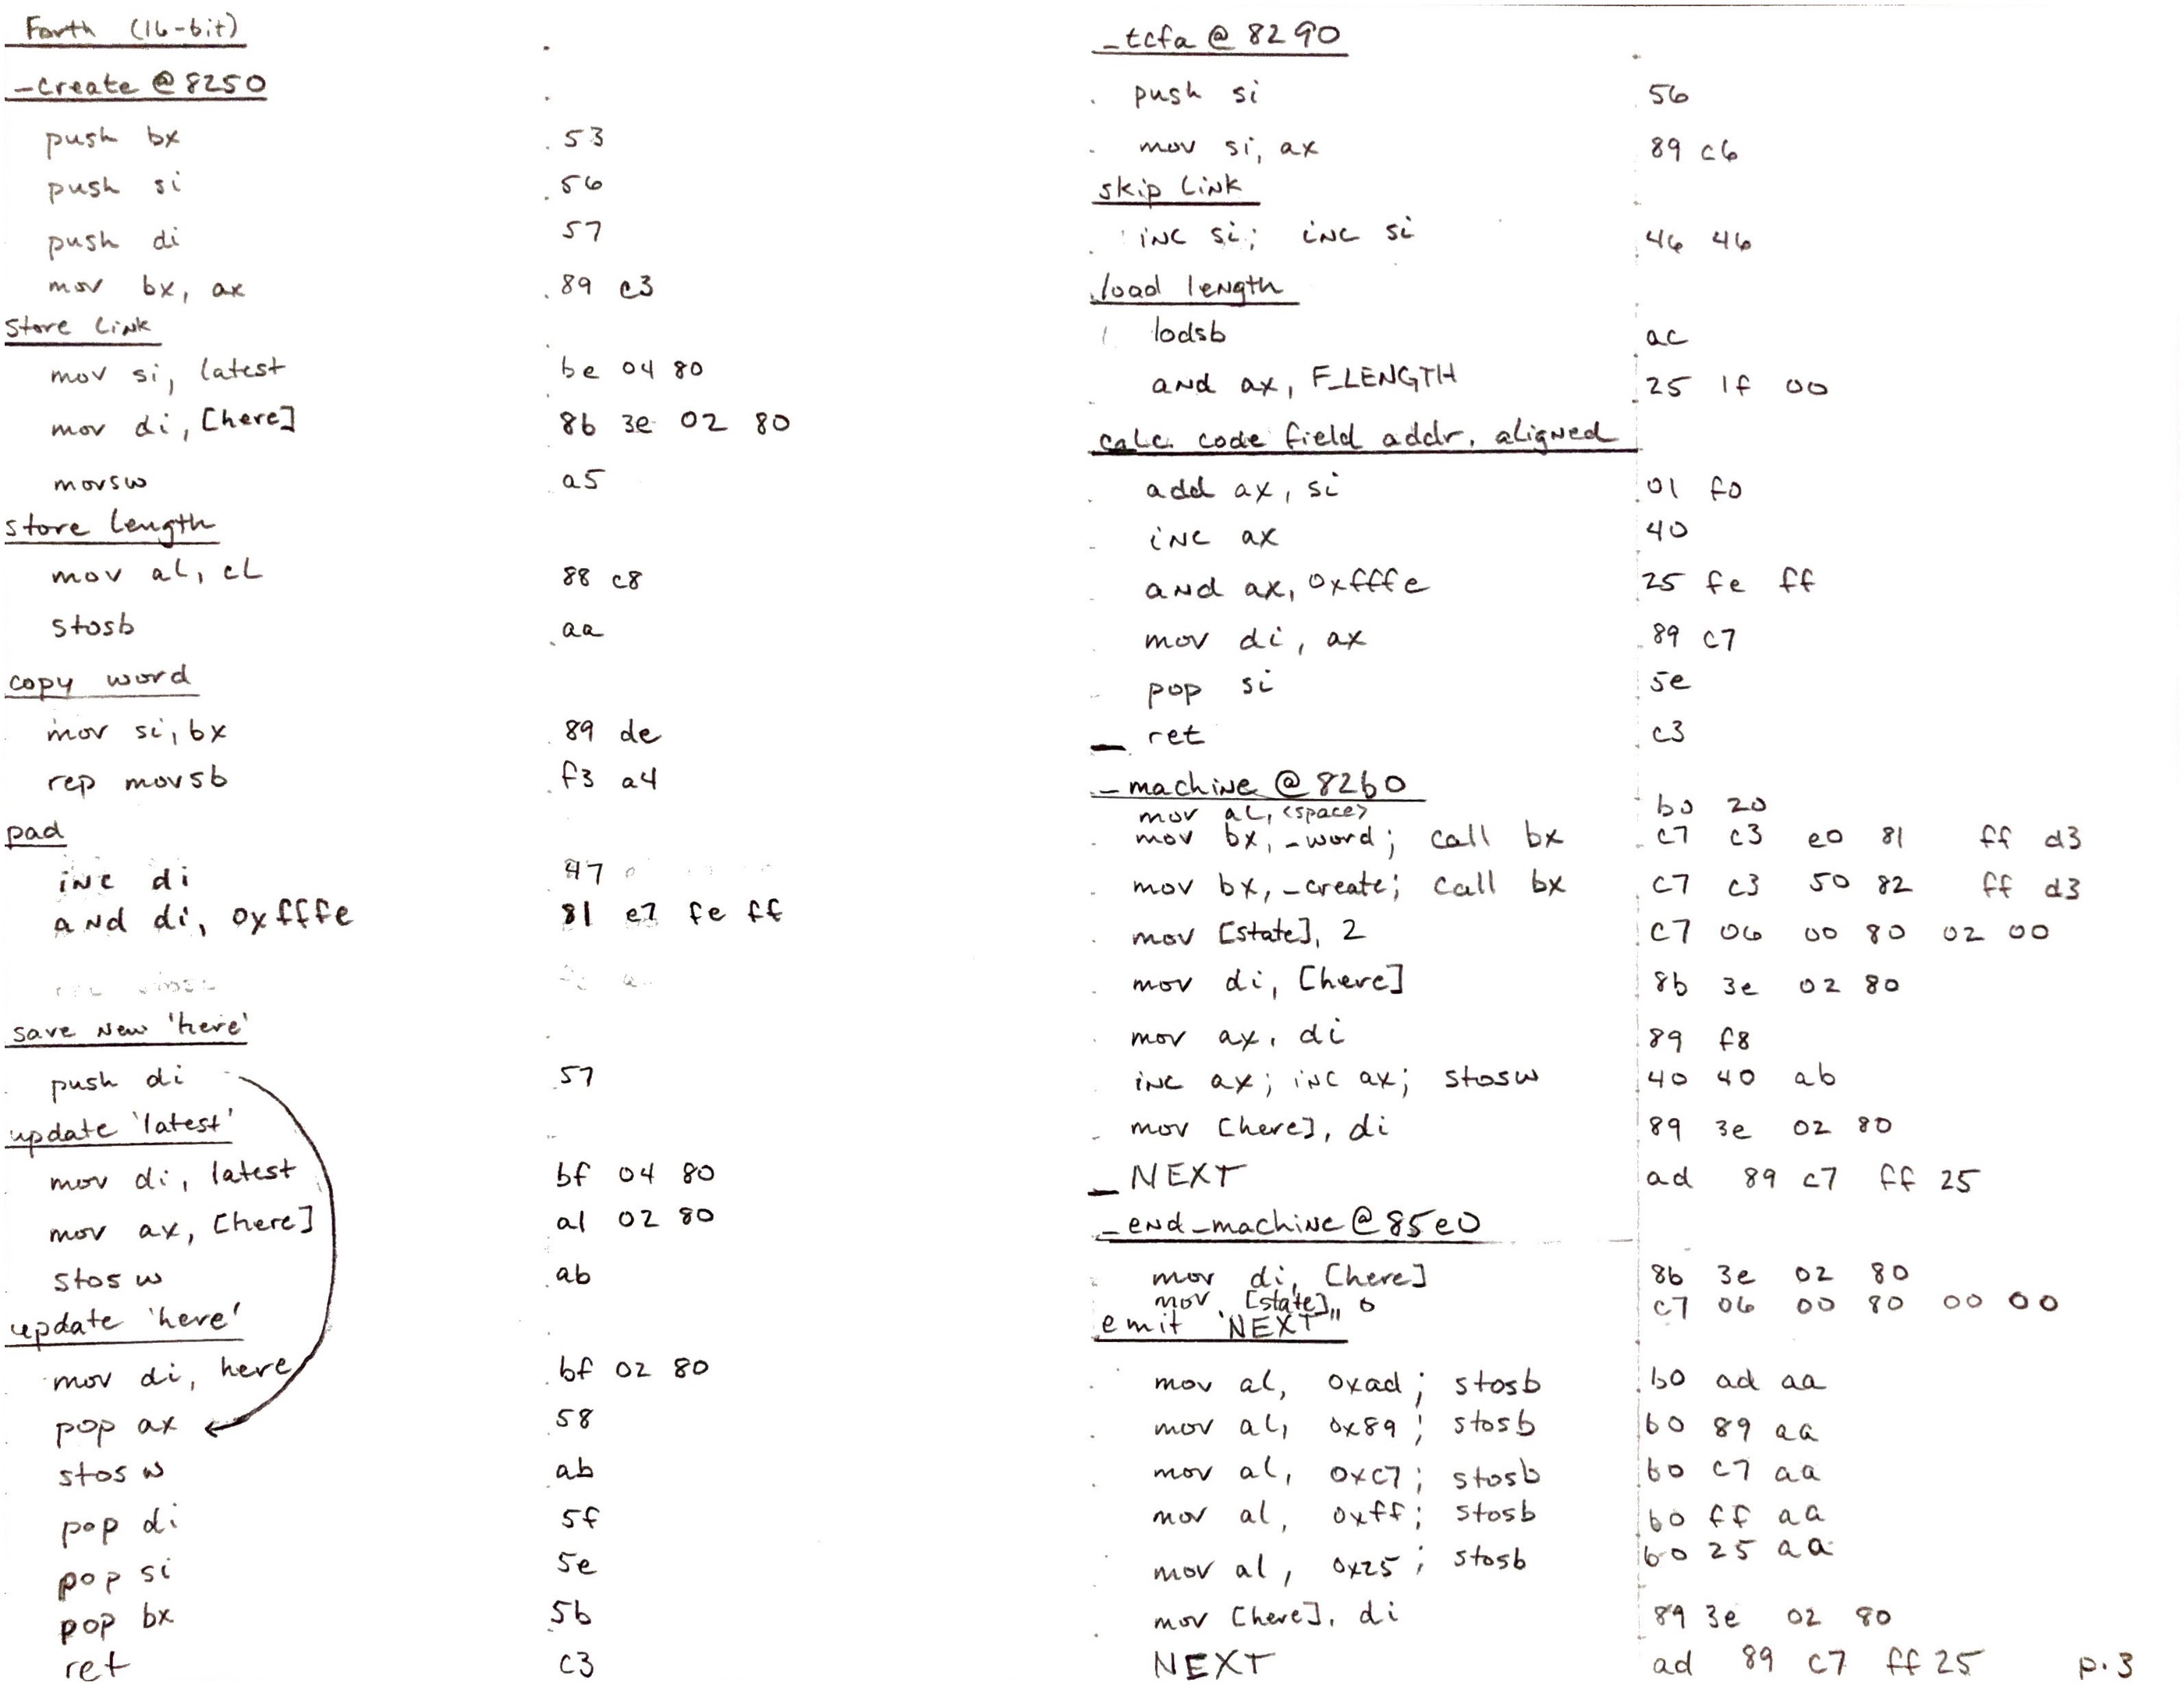 Forth (16-bit)
_create @ 8250
push bx 53
push si 56
push di 57
mov bx, ax 89 c3
store link
mov si, latest be 04 80
mov di, [here] 8b 3e 02 80
movsw a5
store length
mov al, cL 88 c8
stosb aa
copy word
mov si, bx 89 de
rep movsb f3 a4
pad
inc di 47
and di, 0xfffe 81 e7 fe ff
save new 'here'
push di 57
update 'latest'
mov di, latest bf 04 80
mov ax, [here] a1 02 80
stosw ab
update 'here'
mov di, here bf 02 80
pop ax 58
stosw ab
pop di 5f
pop si 5e
pop bx 5b
ret c3
_tcfa @ 8290
push si 56
mov si, ax 89 c6
skip link
inc si; inc si 46 46
load length
lodsb ac
and ax, F_LENGTH 25 1f 00
calc code field addr, aligned
add ax, si 01 f0
inc ax 40
and ax, 0xfffe 25 fe ff
mov di, ax 89 c7
pop si 5e
ret c3
_machine @ 82b0
mov al, <space> b0 20
mov bx, _word; call bx c7 c3 e0 81 ff d3
mov bx, _create; call bx c7 c3 50 82 ff d3
mov [state], 2 c7 06 00 80 02 00
mov di, [here] 8b 3e 02 80
mov ax, di 89 f8
inc ax; inc ax; stosw 40 40 ab
mov [here], di 89 3e 02 80
NEXT ad 89 c7 ff 25
_end_machine @ 85e0
mov di, [here] 8b 3e 02 80
mov [state], 0 c7 06 00 80 00 00
emit "NEXT"
mov al, 0xad; stosb b0 ad aa
mov al, 0x89; stosb b0 89 aa
mov al, 0xc7; stosb b0 c7 aa
mov al, 0xff; stosb b0 ff aa
mov al, 0x25; stosb b0 25 aa
mov [here], di 89 3e 02 80
NEXT ad 89 c7 ff 25
p.3